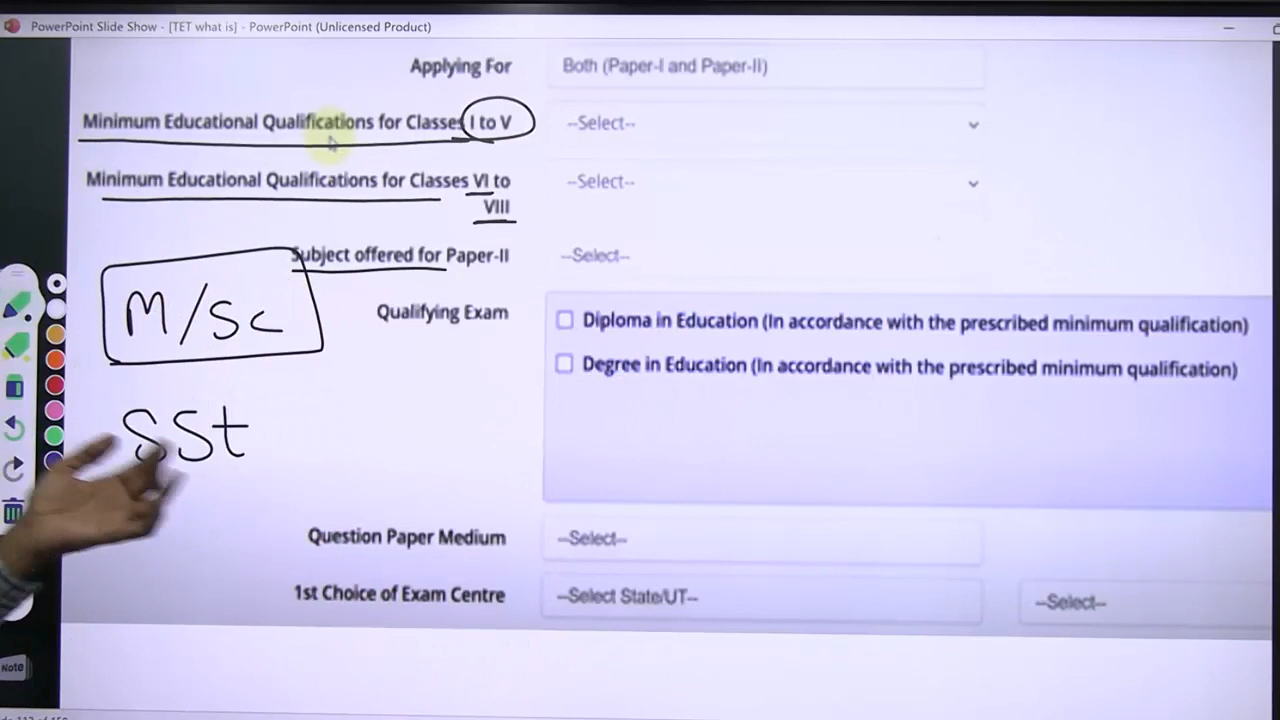 PowerPoint Slide Show - [TET what is] - PowerPoint (Unlicensed Product)
Applying For Both (Paper-I and Paper-II)
Minimum Educational Qualifications for Classes I to V --Select--
Minimum Educational Qualifications for Classes VI to --Select--
VIII
Subject offered for Paper-II --Select--
M/Sc
Qualifying Exam
Diploma in Education (In accordance with the prescribed minimum qualification)
Degree in Education (In accordance with the prescribed minimum qualification)
SSt
Question Paper Medium --Select--
1st Choice of Exam Centre --Select State/UT-- --Select--
Note